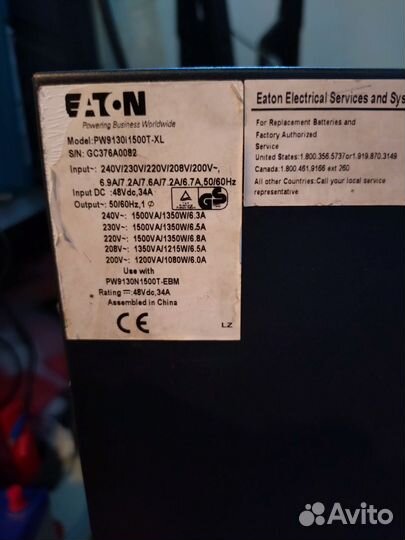 EATON
Powering Business Worldwide
Model:PW9130i1500T-XL
S/N: GC376A0082
Input~: 240V/230V/220V/208V/200V~,
6.9A/7.2A/7.6A/7.2A/6.7A,50/60Hz
Input DC :48Vdc,34A
Output~: 50/60Hz,1Ø
240V~: 1500VA/1350W/6.3A
230V~: 1500VA/1350W/6.5A
220V~: 1500VA/1350W/6.8A
208V~: 1350VA/1215W/6.5A
200V~: 1200VA/1080W/6.0A
Use with
PW9130N1500T-EBM
Rating ⎓:48Vdc,34A
Assembled in China
CE
LZ
GS
Eaton Electrical Services and Sys
For Replacement Batteries and
Factory Authorized
Service
United States:1.800.356.5737or1.919.870.3149
Canada:1.800.461.9166 ext 260
All other Countries:Call your local service
representative
Avito